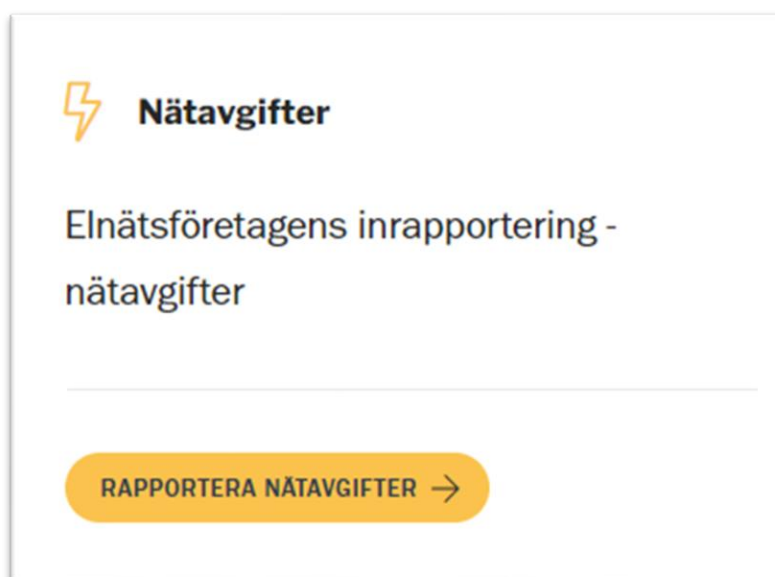 Nätavgifter
Elnätsföretagens inrapportering -
nätavgifter
RAPPORTERA NÄTAVGIFTER →